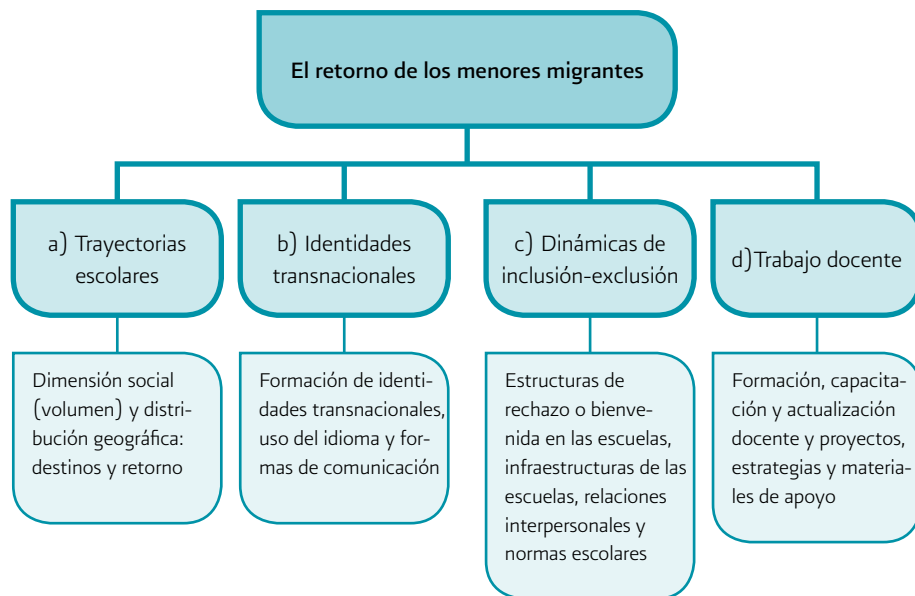 El retorno de los menores migrantes
a) Trayectorias
escolares
b) Identidades
transnacionales
c) Dinámicas de
inclusión-exclusión
d)Trabajo docente
Dimensión social
(volumen) y distri-
bución geográfica:
destinos y retorno
Formación de identi-
dades transnacionales,
uso del idioma y for-
mas de comunicación
Estructuras de
rechazo o bienve-
nida en las escuelas,
infraestructuras de las
escuelas, relaciones
interpersonales y
normas escolares
Formación, capacita-
ción y actualización
docente y proyectos,
estrategias y materia-
les de apoyo